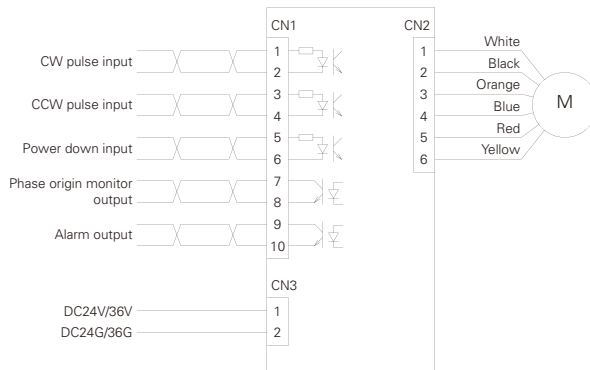 CN1
CN2
CW pulse input
1
2
CCW pulse input
3
4
Power down input
5
6
Phase origin monitor
output
7
8
Alarm output
9
10
1
White
2
Black
3
Orange
4
Blue
5
Red
6
Yellow
M
CN3
DC24V/36V
1
DC24G/36G
2